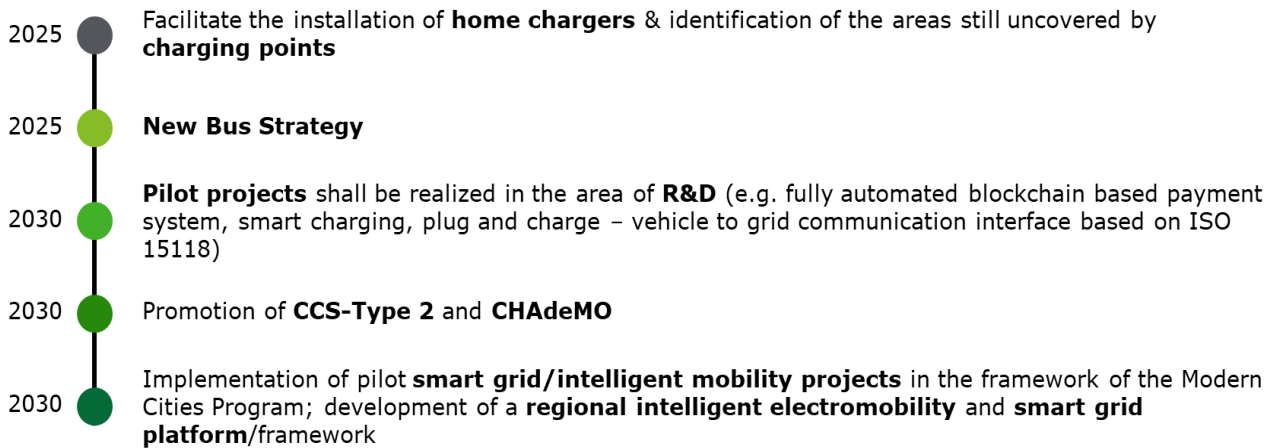 2025
Facilitate the installation of home chargers & identification of the areas still uncovered by
charging points
2025
New Bus Strategy
2030
Pilot projects shall be realized in the area of R&D (e.g. fully automated blockchain based payment
system, smart charging, plug and charge – vehicle to grid communication interface based on ISO
15118)
2030
Promotion of CCS-Type 2 and CHAdeMO
2030
Implementation of pilot smart grid/intelligent mobility projects in the framework of the Modern
Cities Program; development of a regional intelligent electromobility and smart grid
platform/framework